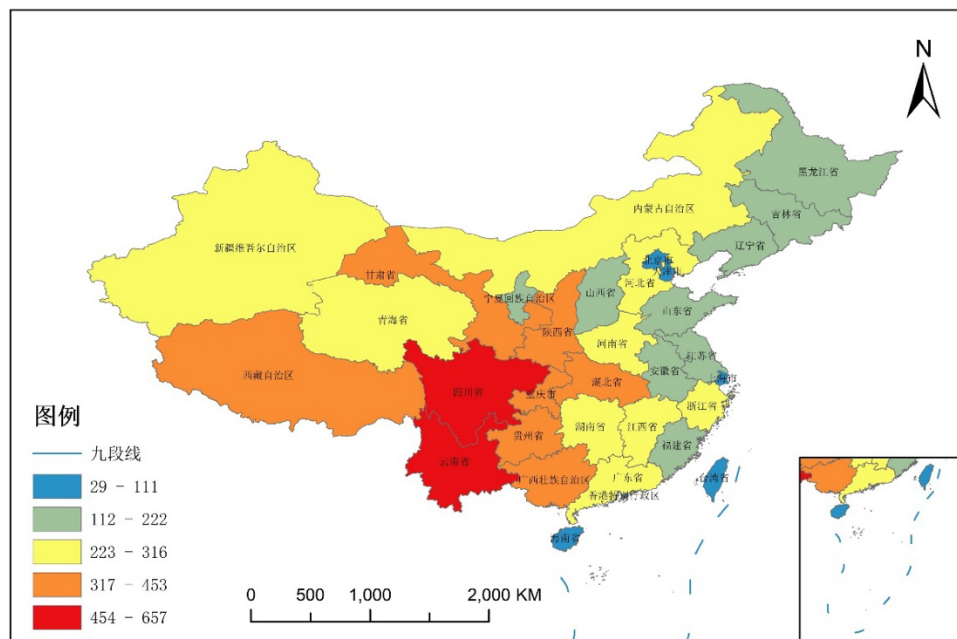 N
黑龙江省
内蒙古自治区
吉林省
新疆维吾尔自治区
辽宁省
北京市
天津市
甘肃省
河北省
宁夏回族自治区
山西省
青海省
山东省
陕西省
河南省
江苏省
西藏自治区
安徽省
上海市
湖北省
四川省
重庆市
浙江省
图例
贵州省
湖南省
江西省
福建省
九段线
云南省
29 - 111
广西壮族自治区
广东省
台湾省
香港特别行政区
112 - 222
海南省
223 - 316
317 - 453
0 500 1,000 2,000 KM
454 - 657